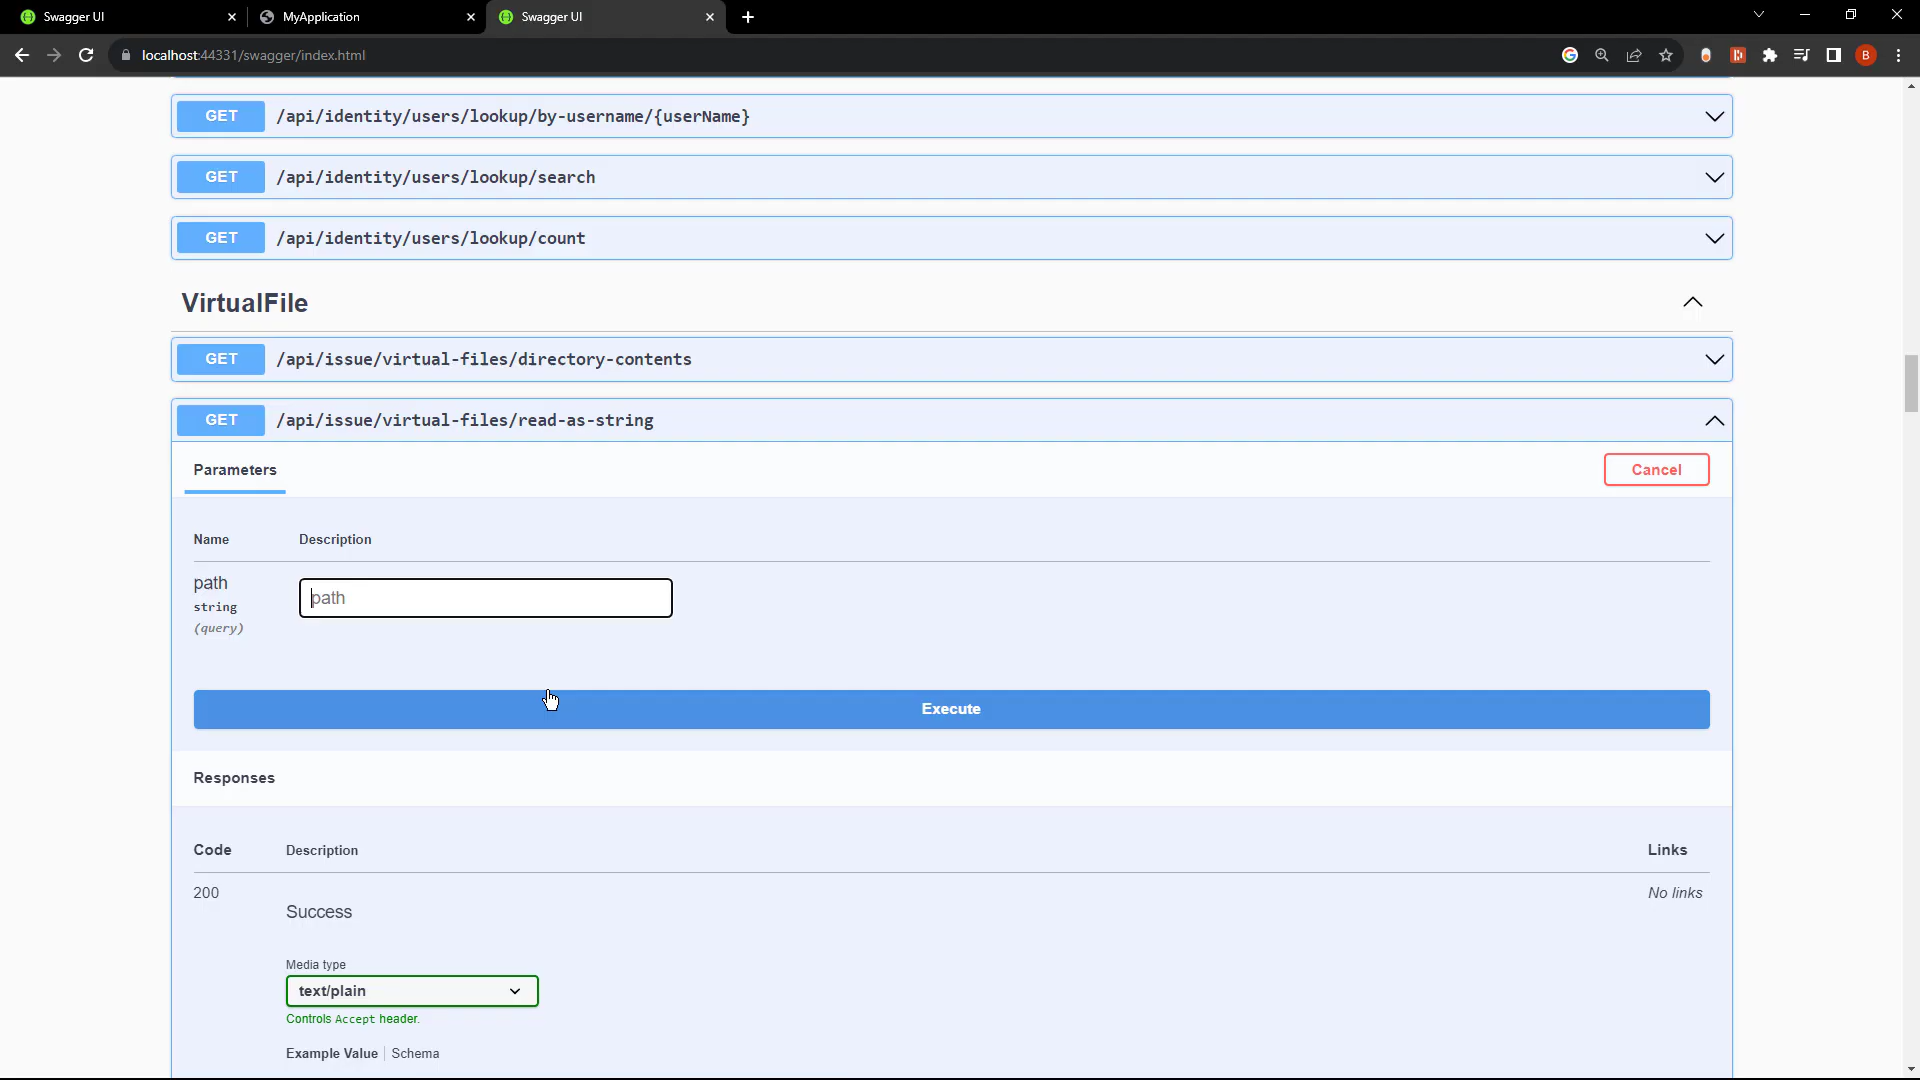 Swagger UI
MyApplication
Swagger UI
localhost:44331/swagger/index.html
B
GET /api/identity/users/lookup/by-username/{userName}
GET /api/identity/users/lookup/search
GET /api/identity/users/lookup/count
VirtualFile
GET /api/issue/virtual-files/directory-contents
GET /api/issue/virtual-files/read-as-string
Parameters
Cancel
Name Description
path
string
(query)
path
Execute
Responses
Code Description Links
200
Success
No links
Media type
text/plain
Controls Accept header.
Example Value Schema